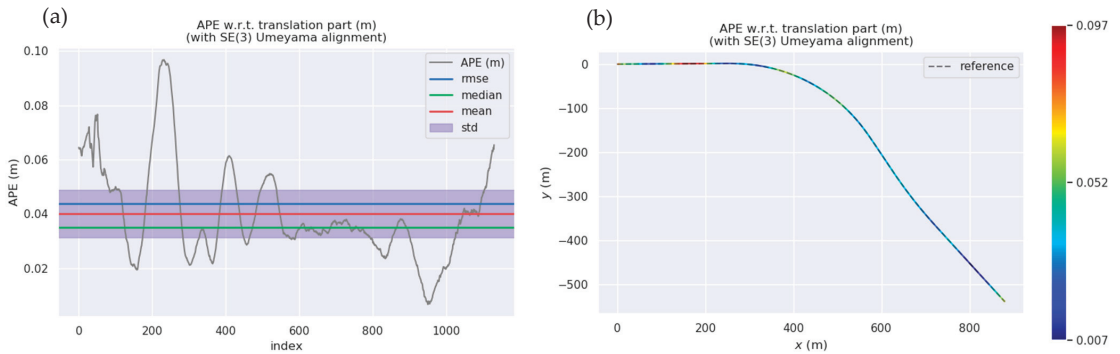 (a)
APE w.r.t. translation part (m)
(with SE(3) Umeyama alignment)
0.10
0.08
0.06
0.04
0.02
APE (m)
0
200
400
600
800
1000
index
APE (m)
rmse
median
mean
std
(b)
APE w.r.t. translation part (m)
(with SE(3) Umeyama alignment)
0
−100
−200
−300
−400
−500
y (m)
0
200
400
600
800
x (m)
reference
0.097
0.052
0.007